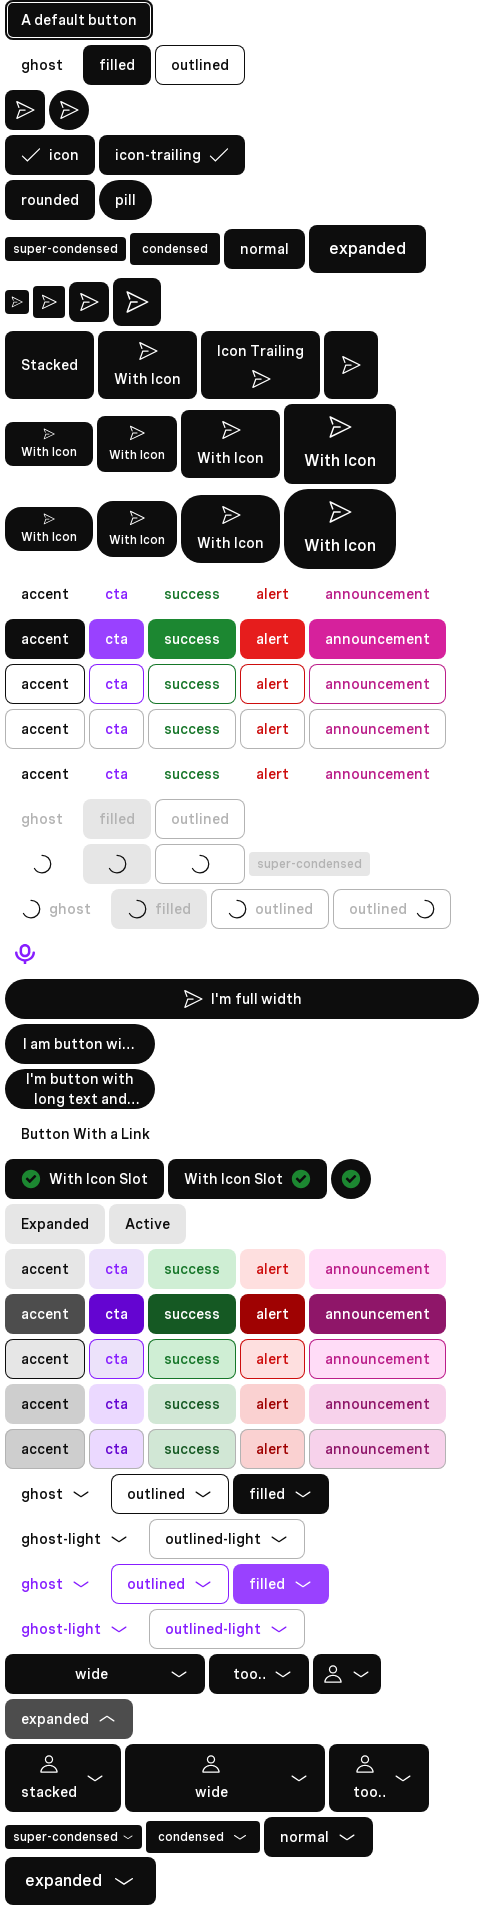 A default button
ghost filled outlined
icon icon-trailing
rounded pill
super-condensed condensed normal expanded
Stacked With Icon Icon Trailing
With Icon With Icon With Icon With Icon
With Icon With Icon With Icon With Icon
accent cta success alert announcement
accent cta success alert announcement
accent cta success alert announcement
accent cta success alert announcement
accent cta success alert announcement
ghost filled outlined
super-condensed
ghost filled outlined outlined
I'm full width
I am button wi...
I'm button with
long text and...
Button With a Link
With Icon Slot With Icon Slot
Expanded Active
accent cta success alert announcement
accent cta success alert announcement
accent cta success alert announcement
accent cta success alert announcement
accent cta success alert announcement
ghost outlined filled
ghost-light outlined-light
ghost outlined filled
ghost-light outlined-light
wide too..
expanded
stacked wide too..
super-condensed condensed normal
expanded